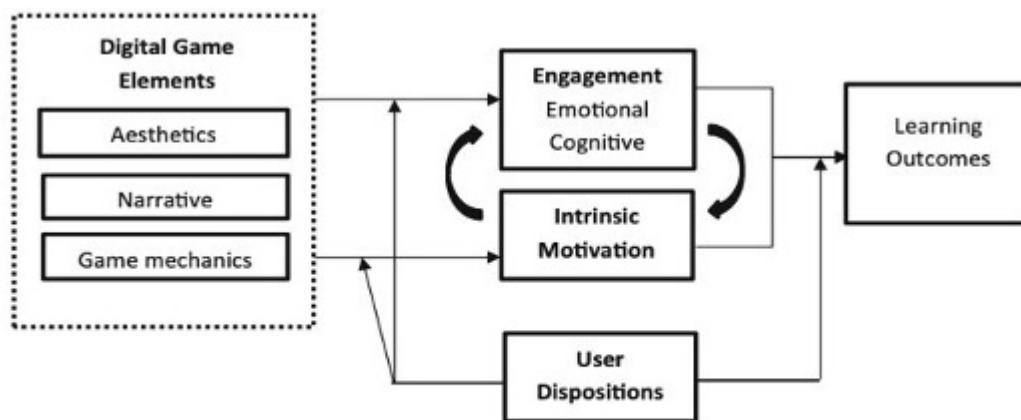 Digital Game
Elements
Aesthetics
Narrative
Game mechanics
Engagement
Emotional
Cognitive
Intrinsic
Motivation
User
Dispositions
Learning
Outcomes